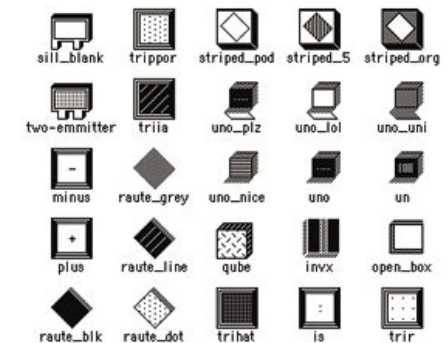 sill_blank trippor striped_pod striped_5 striped_org
two-emmitter triia uno_plz uno_lol uno_uni
minus raute_grey uno_nice uno un
plus raute_line qube invx open_box
raute_blk raute_dot trihat is trir